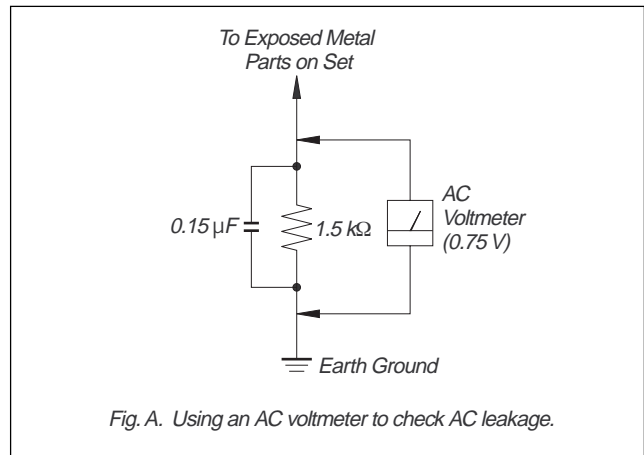 To Exposed Metal
Parts on Set
0.15 µF
1.5 kΩ
AC
Voltmeter
(0.75 V)
Earth Ground
Fig. A. Using an AC voltmeter to check AC leakage.